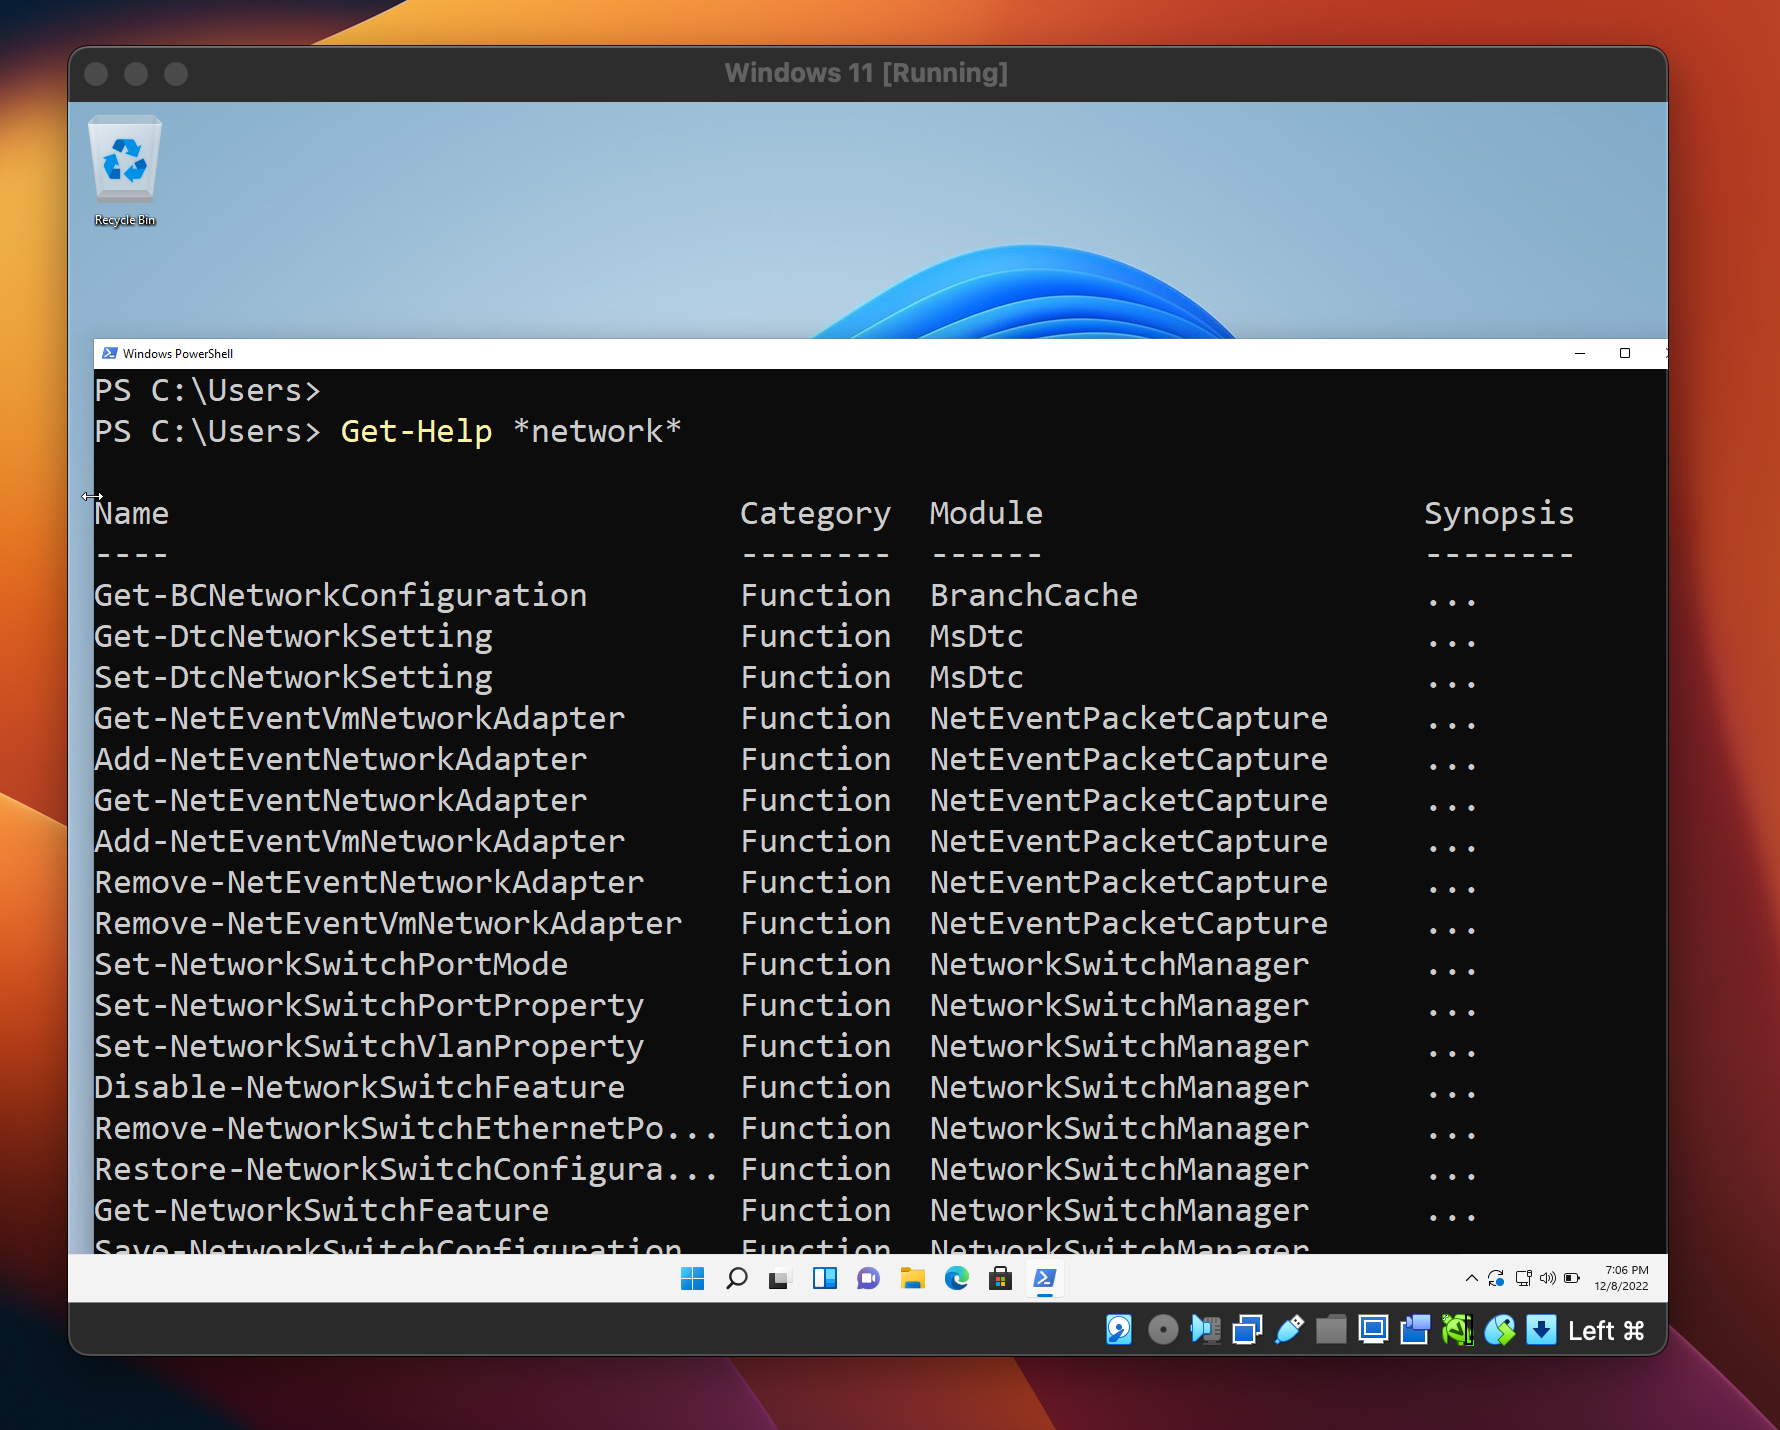 Windows 11 [Running]
Recycle Bin
Windows PowerShell
PS C:\Users>
PS C:\Users> Get-Help *network*
Name Category Module Synopsis
---- -------- ------ --------
Get-BCNetworkConfiguration Function BranchCache ...
Get-DtcNetworkSetting Function MsDtc ...
Set-DtcNetworkSetting Function MsDtc ...
Get-NetEventVmNetworkAdapter Function NetEventPacketCapture ...
Add-NetEventNetworkAdapter Function NetEventPacketCapture ...
Get-NetEventNetworkAdapter Function NetEventPacketCapture ...
Add-NetEventVmNetworkAdapter Function NetEventPacketCapture ...
Remove-NetEventNetworkAdapter Function NetEventPacketCapture ...
Remove-NetEventVmNetworkAdapter Function NetEventPacketCapture ...
Set-NetworkSwitchPortMode Function NetworkSwitchManager ...
Set-NetworkSwitchPortProperty Function NetworkSwitchManager ...
Set-NetworkSwitchVlanProperty Function NetworkSwitchManager ...
Disable-NetworkSwitchFeature Function NetworkSwitchManager ...
Remove-NetworkSwitchEthernetPo... Function NetworkSwitchManager ...
Restore-NetworkSwitchConfigura... Function NetworkSwitchManager ...
Get-NetworkSwitchFeature Function NetworkSwitchManager ...
Save-NetworkSwitchConfiguration Function NetworkSwitchManager
7:06 PM
12/8/2022
Left ⌘